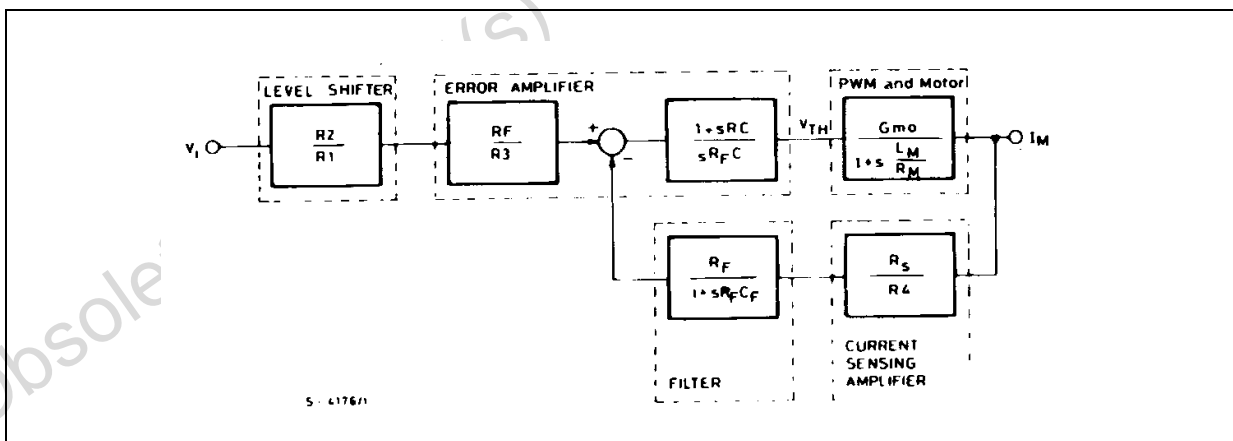 LEVEL SHIFTER
ERROR AMPLIFIER
PWM and Motor
V₁
R2
R1
RF
R3
+
-
1+sRC
sR_FC
V_TH
Gmo
1+s L_M
R_M
I_M
R_F
1+sR_FC_F
R_s
R4
FILTER
CURRENT
SENSING
AMPLIFIER
S-4176/1
(s)